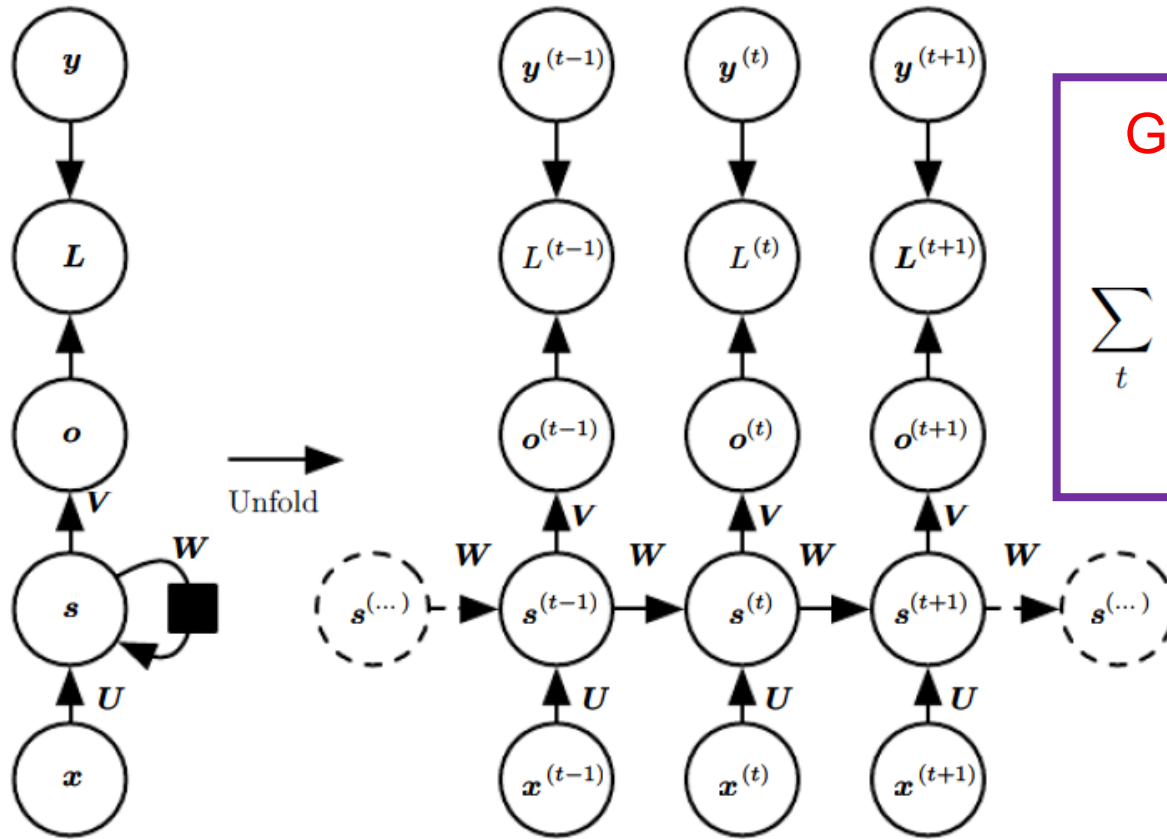 y y^(t−1) y^(t) y^(t+1)
G
L L^(t−1) L^(t) L^(t+1)
∑
t
o o^(t−1) o^(t) o^(t+1)
Unfold
V V V V
W W W W W
s s^(...) s^(t−1) s^(t) s^(t+1) s^(...)
U U U U
x x^(t−1) x^(t) x^(t+1)